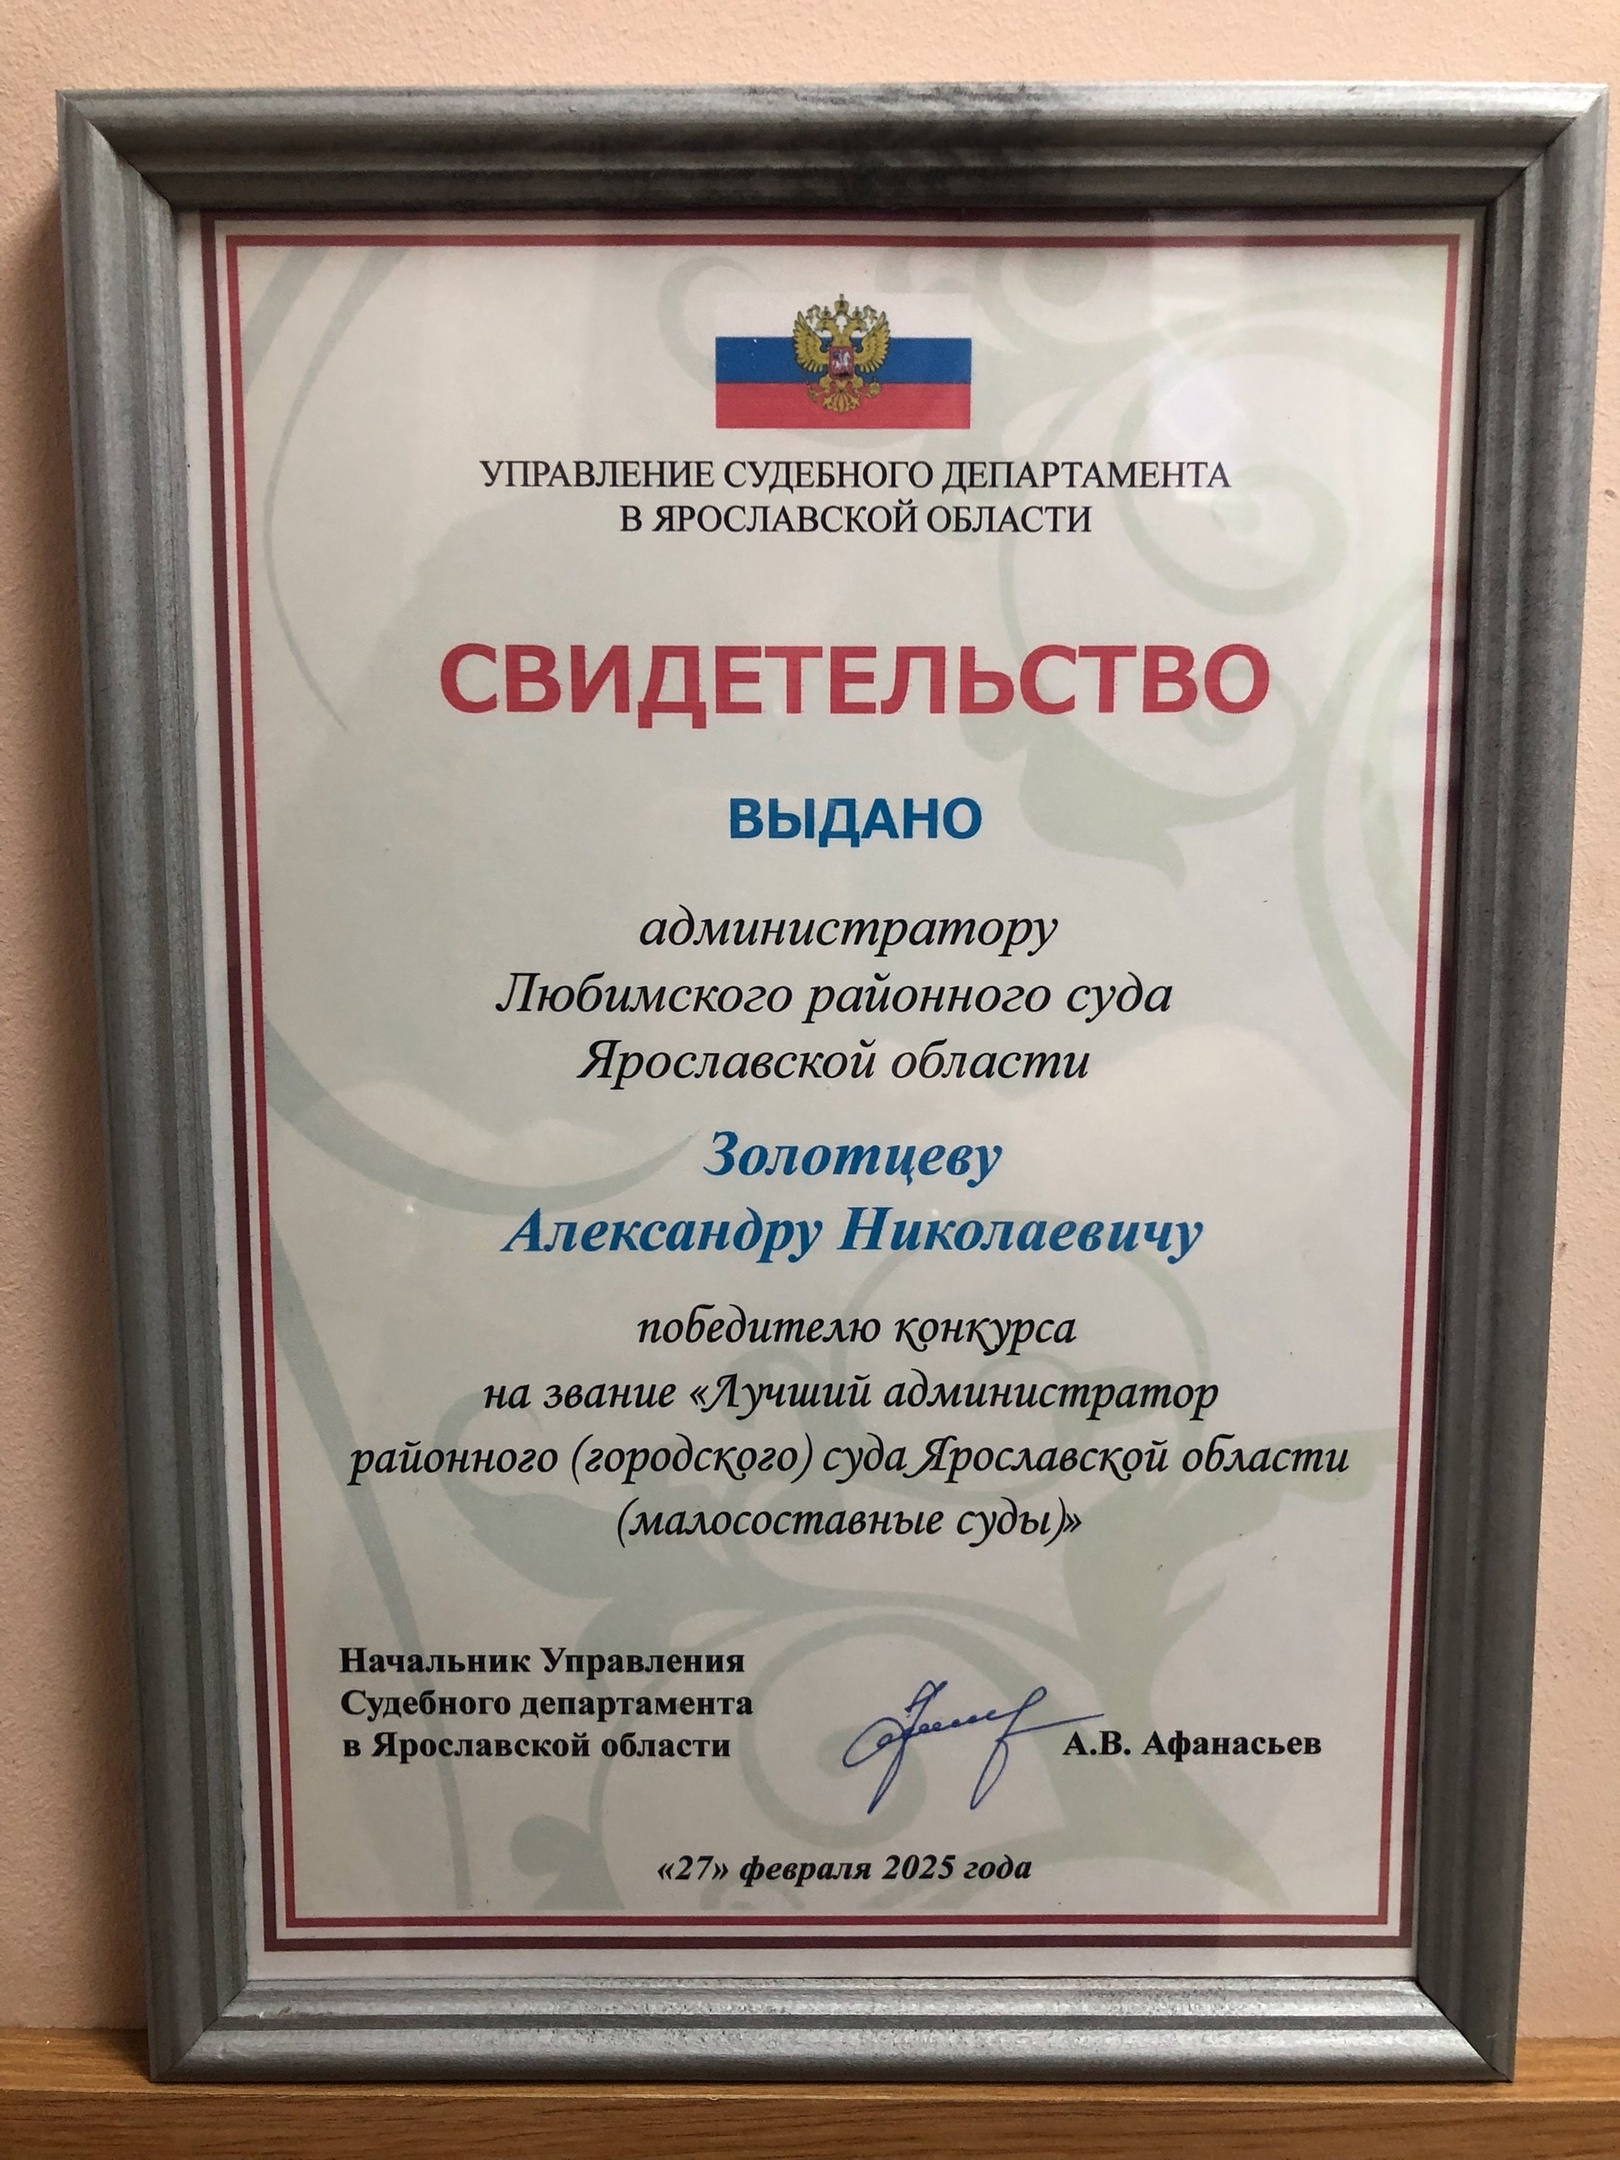 УПРАВЛЕНИЕ СУДЕБНОГО ДЕПАРТАМЕНТА
В ЯРОСЛАВСКОЙ ОБЛАСТИ
СВИДЕТЕЛЬСТВО
ВЫДАНО
администратору
Любимского районного суда
Ярославской области
Золотцеву
Александру Николаевичу
победителю конкурса
на звание «Лучший администратор
районного (городского) суда Ярославской области
(малосоставные суды)»
Начальник Управления
Судебного департамента
в Ярославской области А.В. Афанасьев
«27» февраля 2025 года